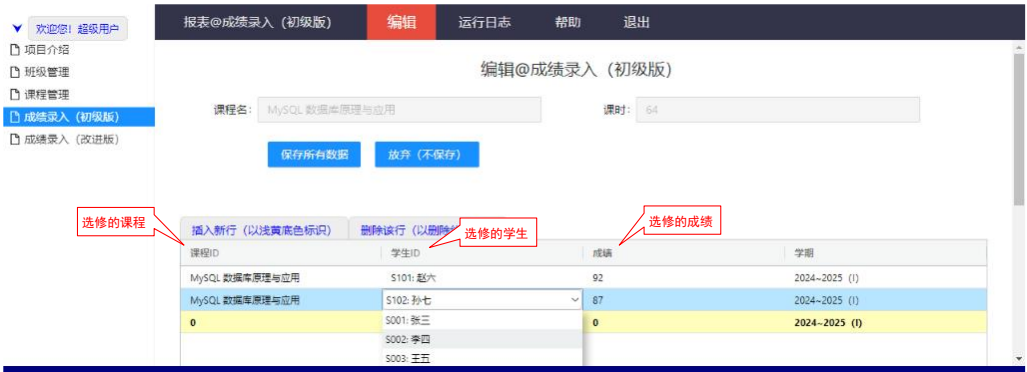 欢迎您! 超级用户
项目介绍
班级管理
课程管理
成绩录入（初级版）
成绩录入（改进版）
报表@成绩录入（初级版） 编辑 运行日志 帮助 退出
编辑@成绩录入（初级版）
课程名： MySQL 数据库原理与应用 课时： 64
保存所有数据 放弃（不保存）
选修的课程 选修的学生 选修的成绩
插入新行（以浅黄底色标识） 删除该行（以删除
课程ID 学生ID 成绩 学期
MySQL 数据库原理与应用 S101: 赵六 92 2024~2025 (I)
MySQL 数据库原理与应用 S102: 孙七 87 2024~2025 (I)
0 S001: 张三 0 2024~2025 (I)
S002: 李四
S003: 王五